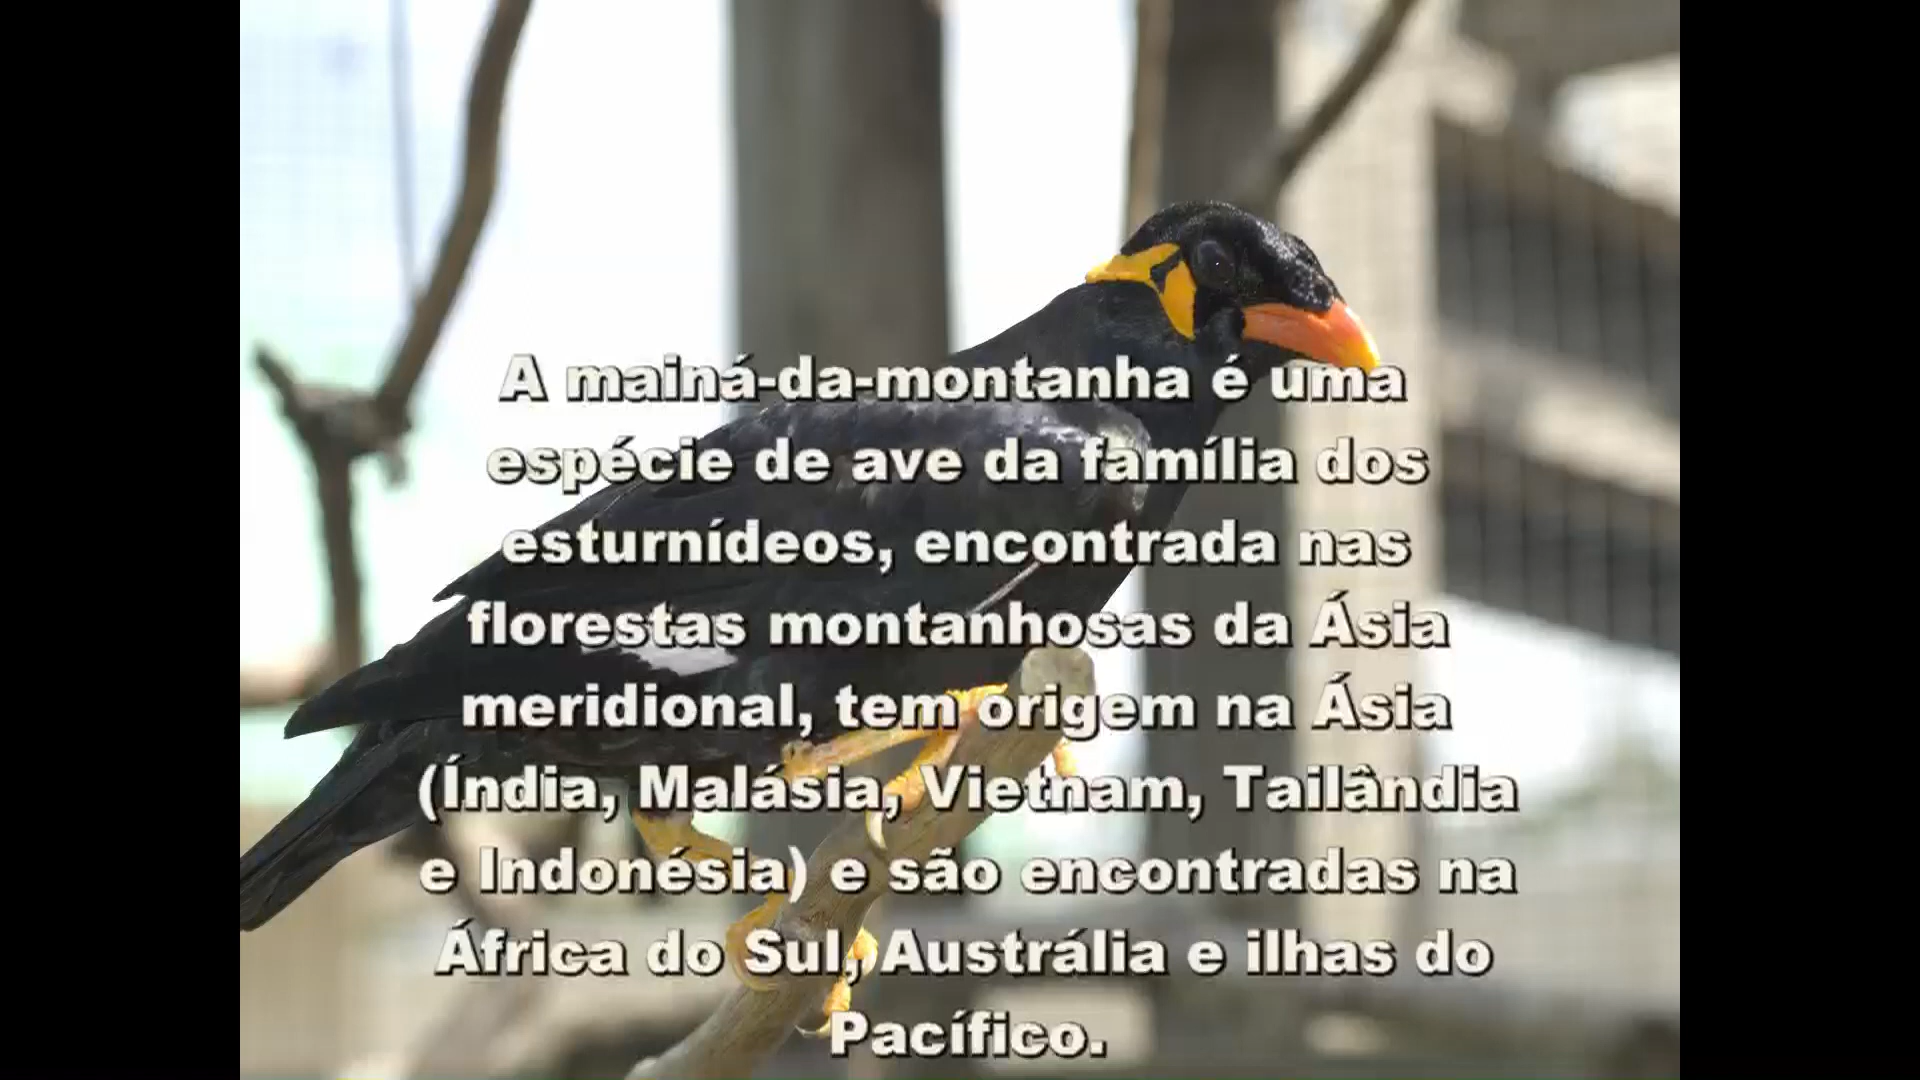 A mainá-da-montanha é uma
espécie de ave da família dos
esturnídeos, encontrada nas
florestas montanhosas da Ásia
meridional, tem origem na Ásia
(Índia, Malásia, Vietnam, Tailândia
e Indonésia) e são encontradas na
África do Sul, Austrália e ilhas do
Pacífico.